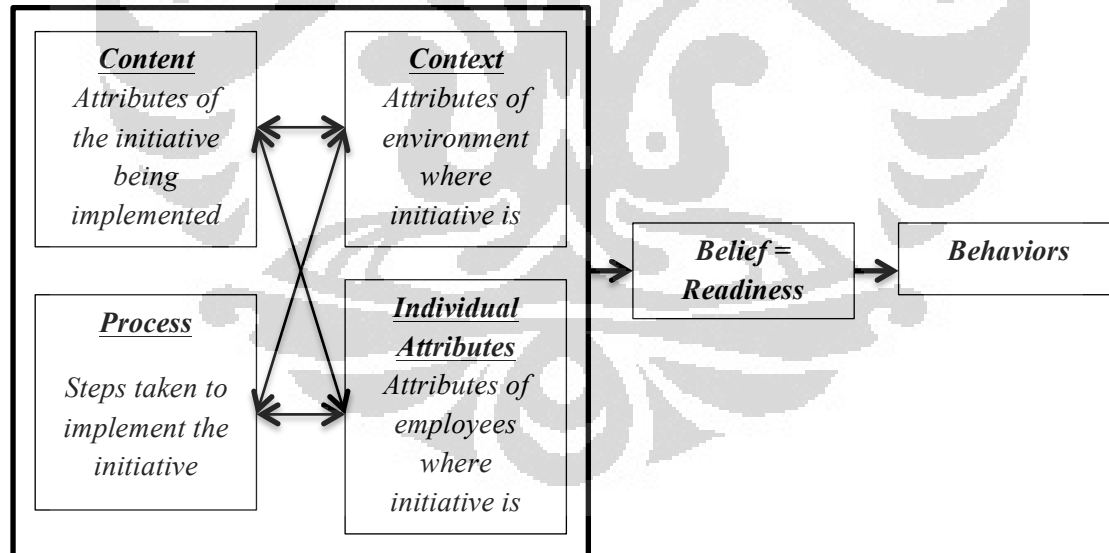 Content
Attributes of
the initiative
being
implemented
Context
Attributes of
environment
where
initiative is
Process
Steps taken to
implement the
initiative
Individual
Attributes
Attributes of
employees
where
initiative is
Belief =
Readiness
Behaviors